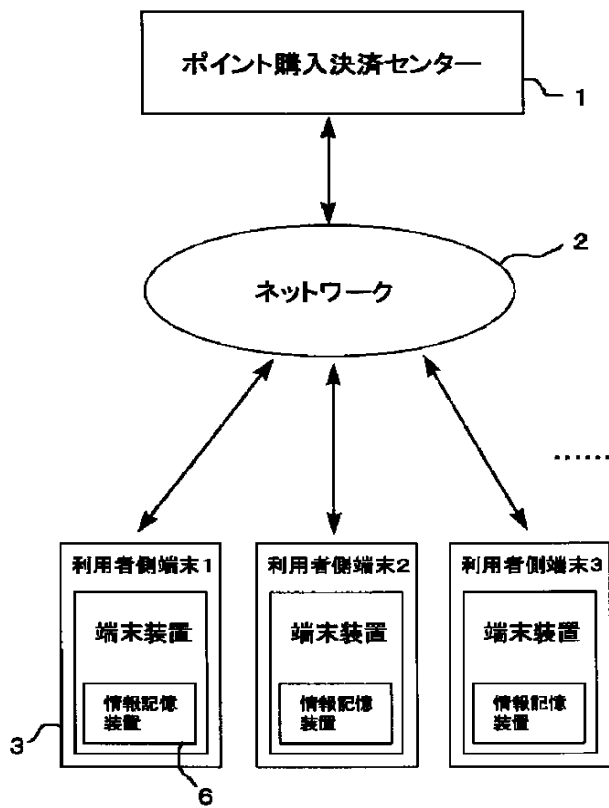 ポイント購入決済センター
1
2
ネットワーク
利用者側端末1
利用者側端末2
利用者側端末3
端末装置
端末装置
端末装置
情報記憶
装置
情報記憶
装置
情報記憶
装置
3
6